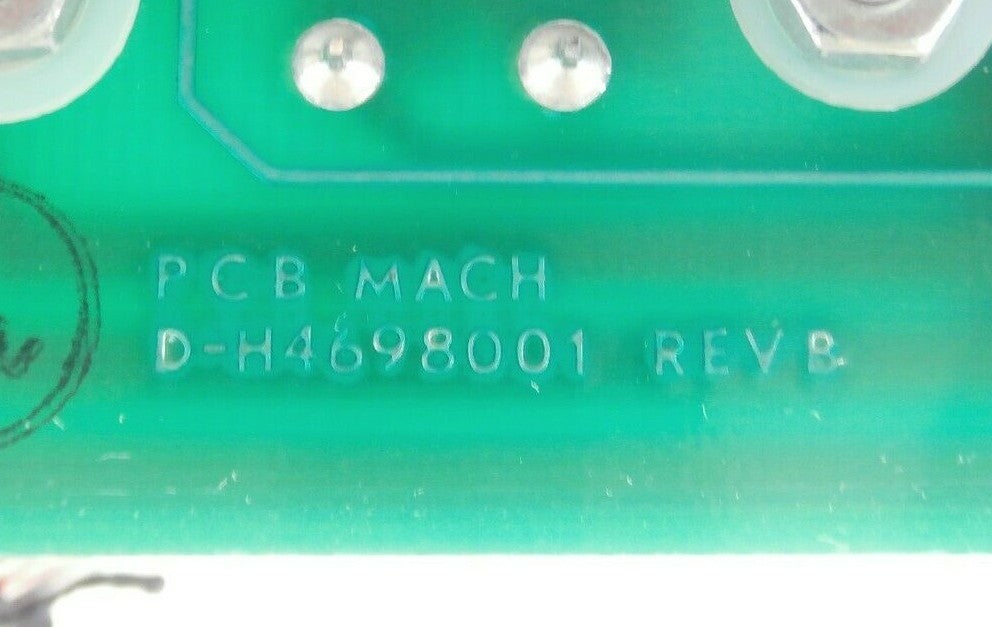 PCB MACH
D-H4698001 REV B